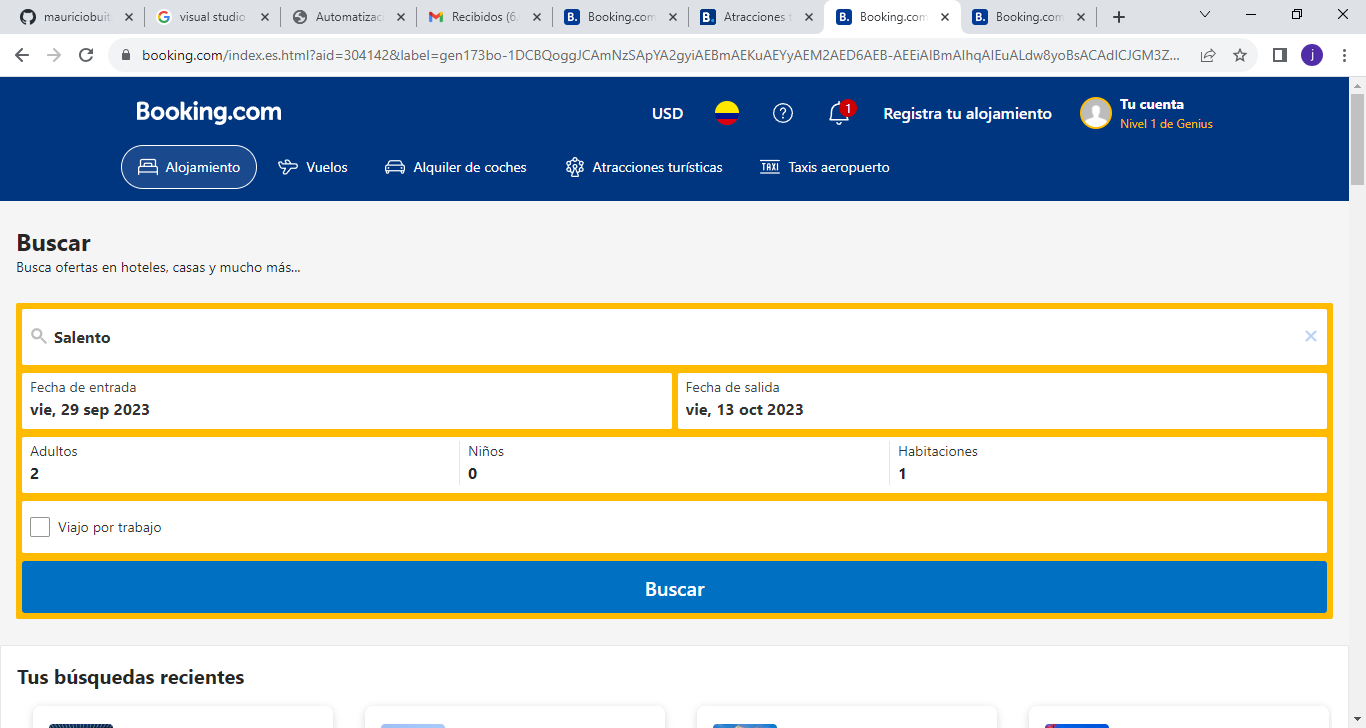 mauriciobuit
visual studio
Automatizac
Recibidos (6.
Booking.com
Atracciones t
Booking.com
Booking.com
booking.com/index.es.html?aid=304142&label=gen173bo-1DCBQoggJCAmNzSApYA2gyiAEBmAEKuAEYyAEM2AED6AEB-AEEiAIBmAIhqAIEuALdw8yoBsACAdICJGM3Z...
j
Booking.com
USD
1
Registra tu alojamiento
Tu cuenta
Nivel 1 de Genius
Alojamiento
Vuelos
Alquiler de coches
Atracciones turísticas
TAXI
Taxis aeropuerto
Buscar
Busca ofertas en hoteles, casas y mucho más...
Salento
Fecha de entrada
vie, 29 sep 2023
Fecha de salida
vie, 13 oct 2023
Adultos
2
Niños
0
Habitaciones
1
Viajo por trabajo
Buscar
Tus búsquedas recientes